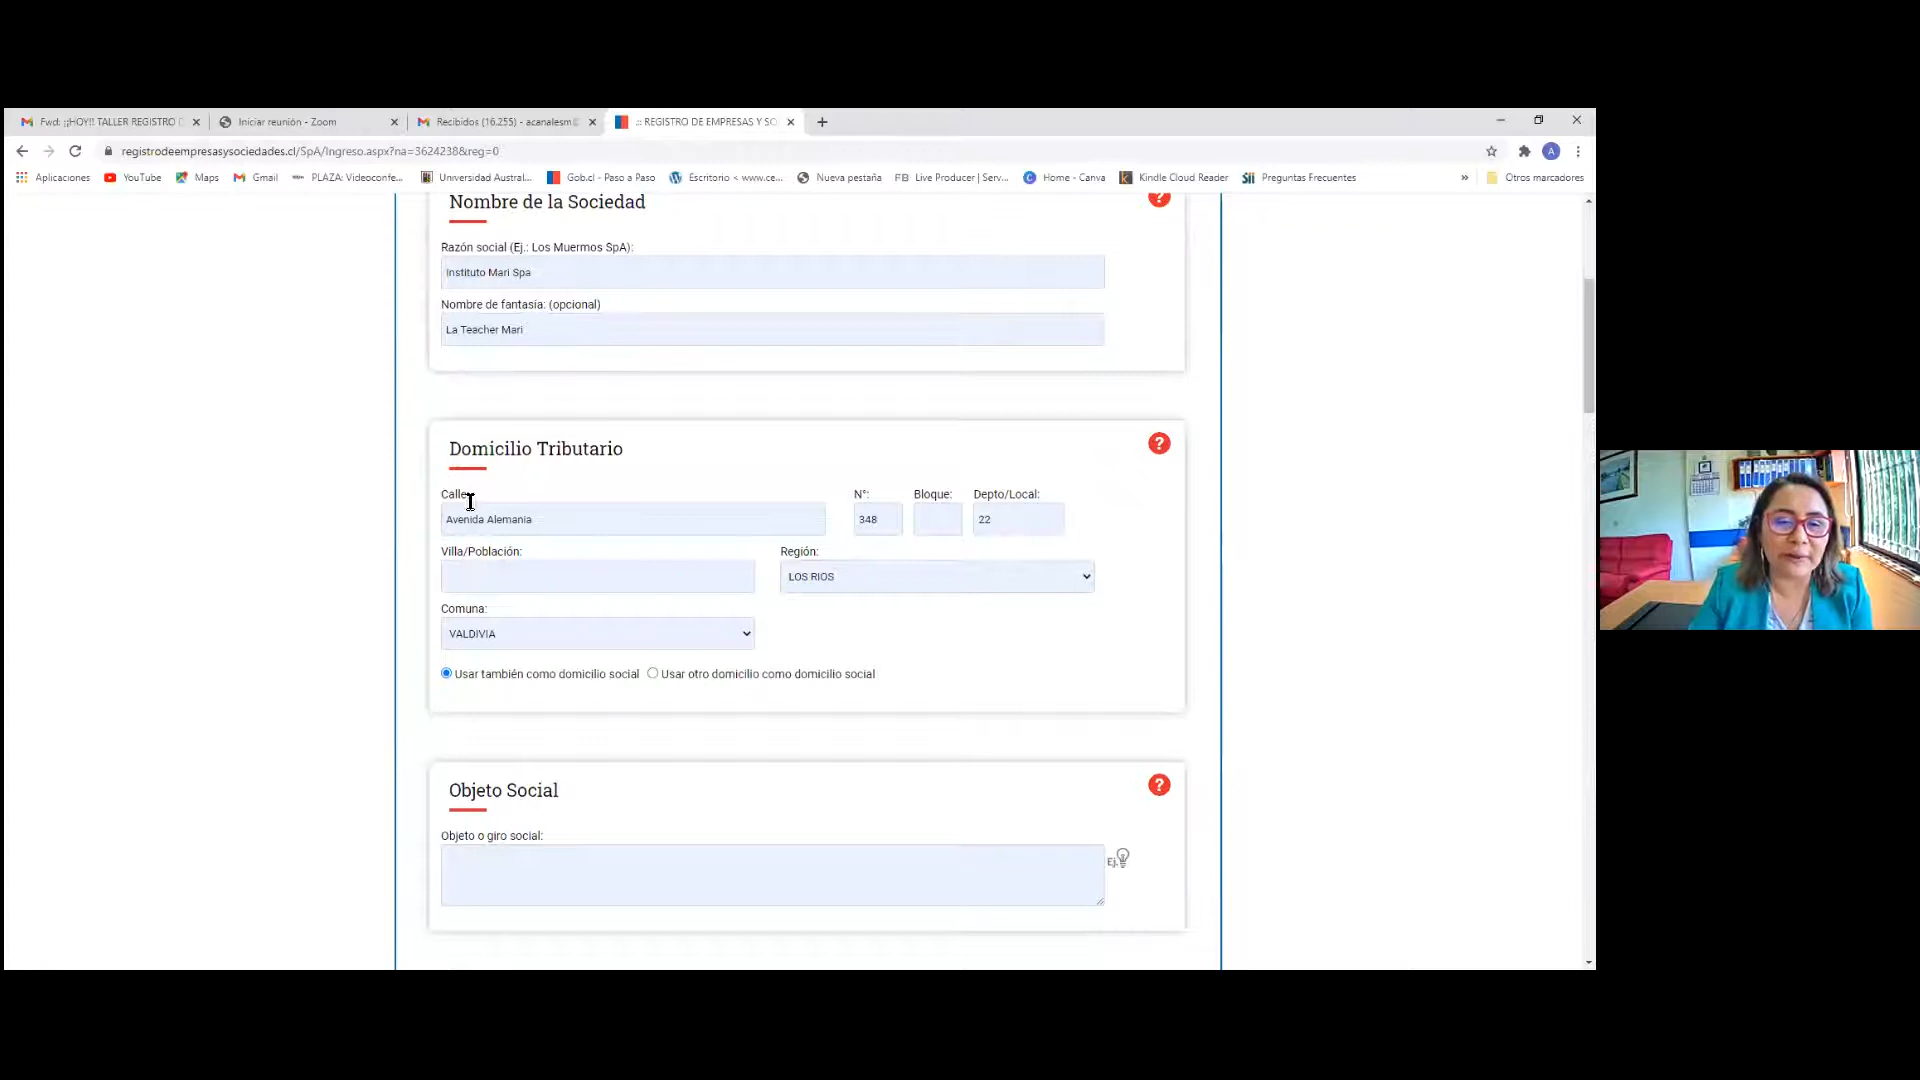 Fwd: ¡¡HOY!! TALLER REGISTRO
Iniciar reunión - Zoom
Recibidos (16.255) - acanalesm
.:: REGISTRO DE EMPRESAS Y SO
registrodeempresasysociedades.cl/SpA/Ingreso.aspx?na=3624238&reg=0
A
Aplicaciones
YouTube
Maps
Gmail
PLAZA: Videoconfe...
Universidad Austral...
Gob.cl - Paso a Paso
Escritorio < www.ce...
Nueva pestaña
FB Live Producer | Serv...
Home - Canva
Kindle Cloud Reader
Sii Preguntas Frecuentes
»
Otros marcadores
Nombre de la Sociedad
?
Razón social (Ej.: Los Muermos SpA):
Instituto Mari Spa
Nombre de fantasía: (opcional)
La Teacher Mari
Domicilio Tributario
?
Calle
N°:
Bloque:
Depto/Local:
Avenida Alemania
348
22
Villa/Población:
Región:
LOS RIOS
Comuna:
VALDIVIA
Usar también como domicilio social
Usar otro domicilio como domicilio social
Objeto Social
?
Objeto o giro social:
Ej.